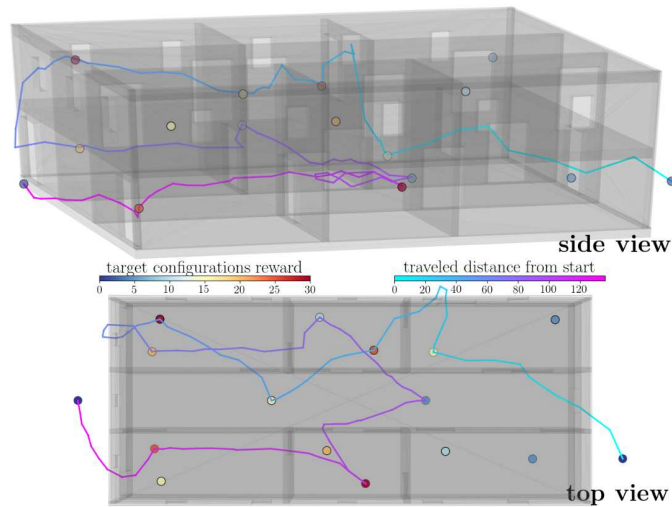 side view
target configurations reward
traveled distance from start
0 5 10 15 20 25 30
0 20 40 60 80 100 120
top view